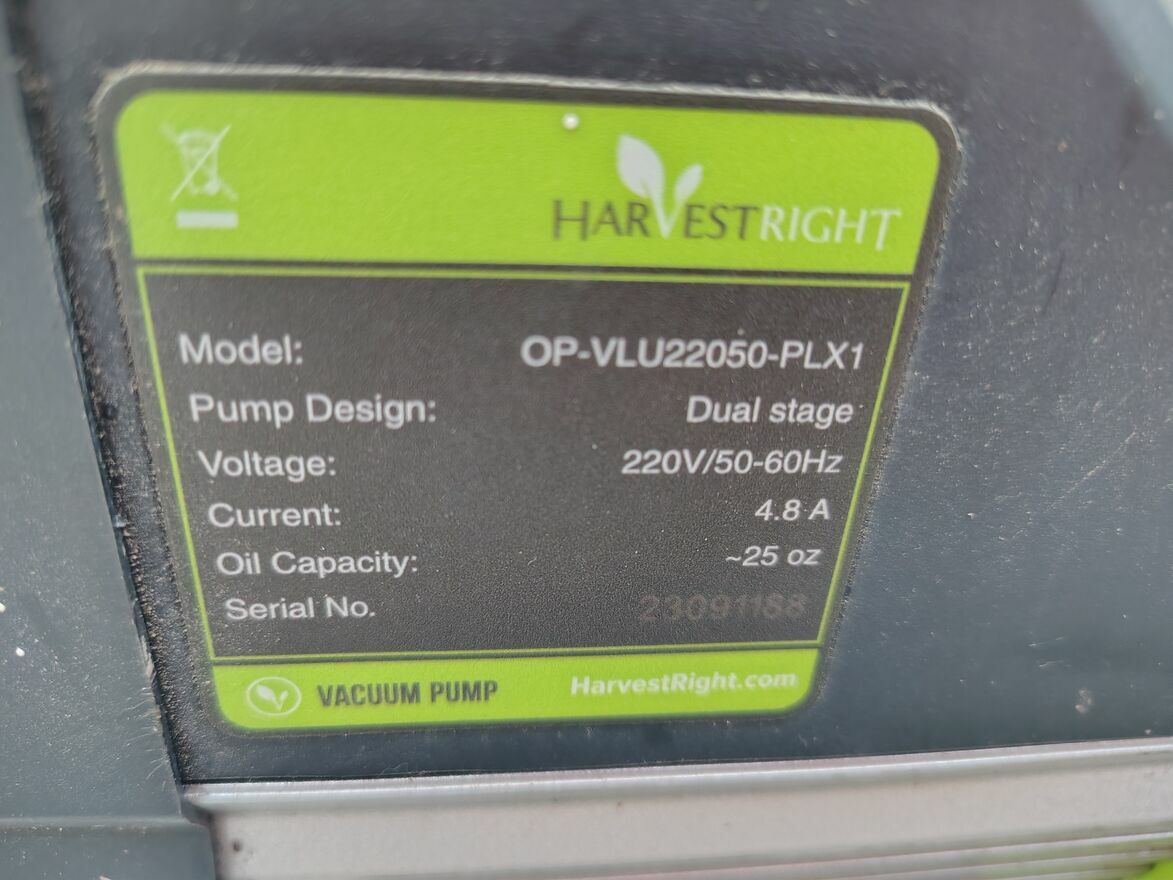 HARVESTRIGHT
Model: OP-VLU22050-PLX1
Pump Design: Dual stage
Voltage: 220V/50-60Hz
Current: 4.8 A
Oil Capacity: ~25 oz
Serial No. 23091188
VACUUM PUMP HarvestRight.com